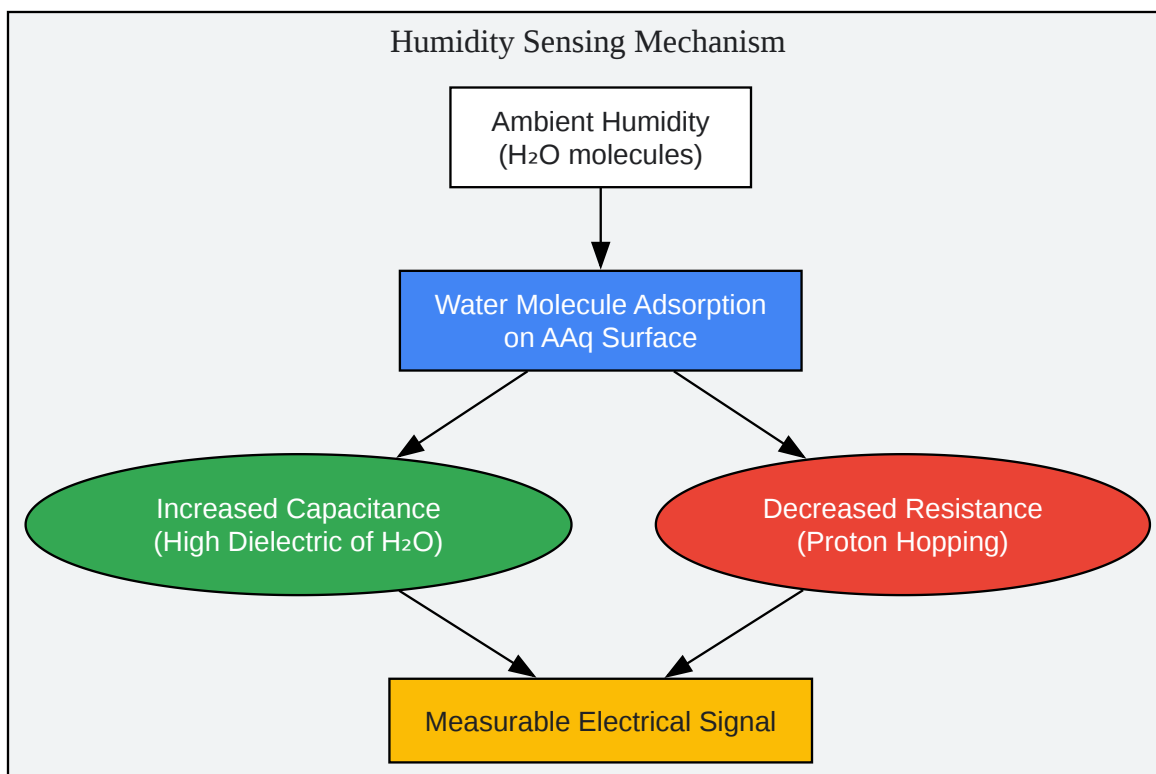 Humidity Sensing Mechanism
Ambient Humidity
(H₂O molecules)
Water Molecule Adsorption
on AAq Surface
Increased Capacitance
(High Dielectric of H₂O)
Decreased Resistance
(Proton Hopping)
Measurable Electrical Signal